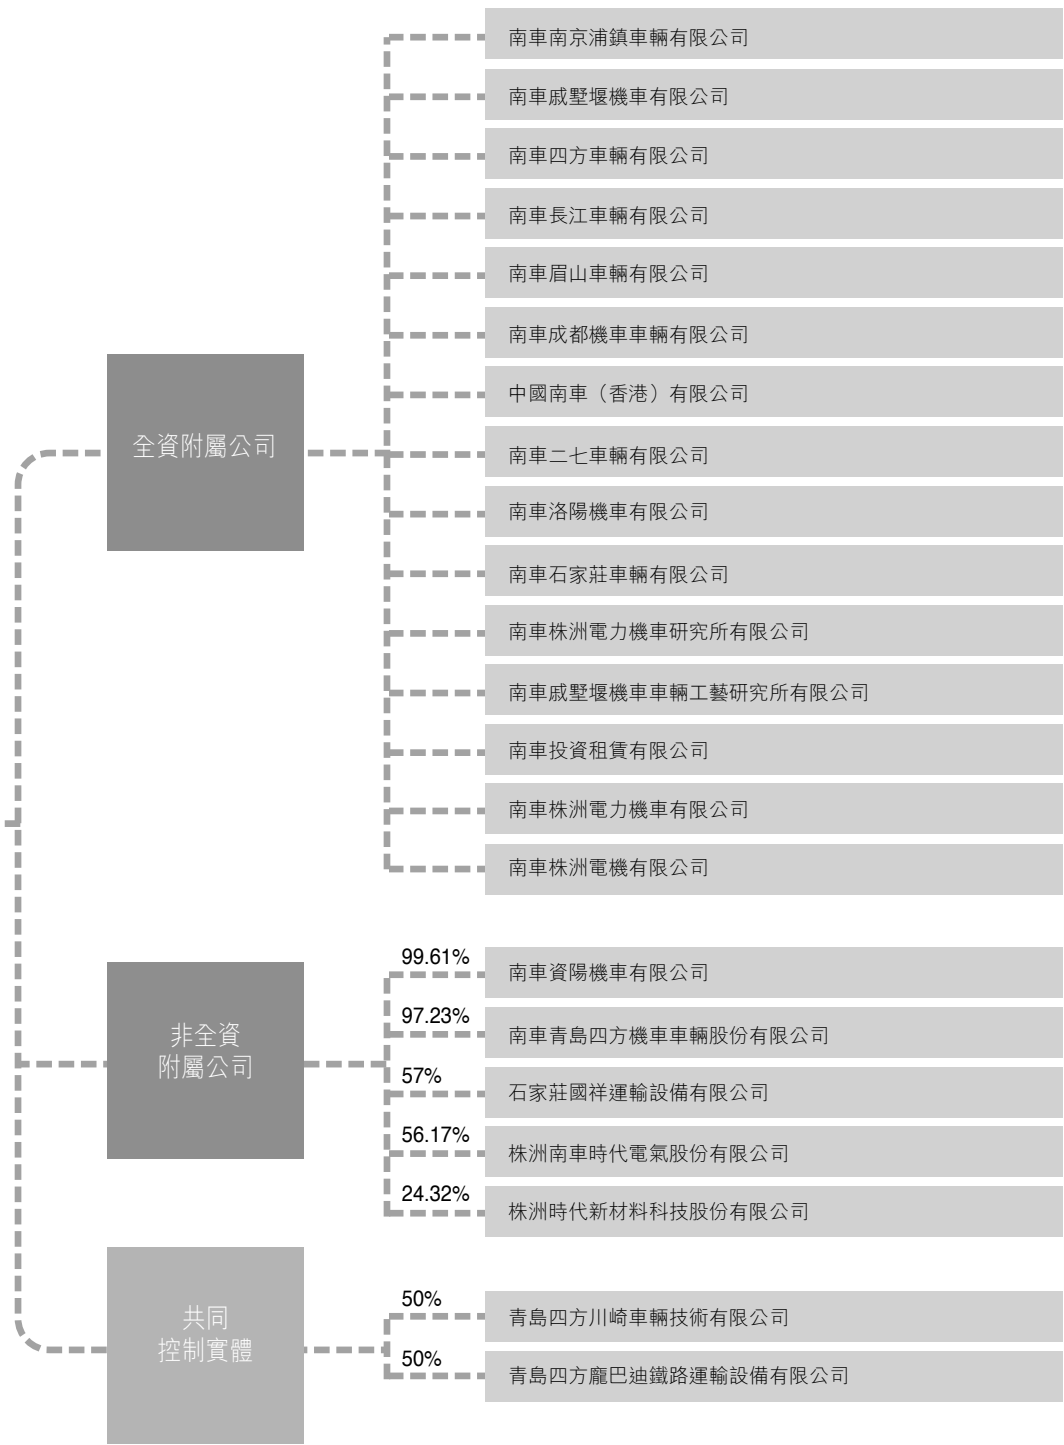 全資附屬公司
南車南京浦鎮車輛有限公司
南車戚墅堰機車有限公司
南車四方車輛有限公司
南車長江車輛有限公司
南車眉山車輛有限公司
南車成都機車車輛有限公司
中國南車（香港）有限公司
南車二七車輛有限公司
南車洛陽機車有限公司
南車石家莊車輛有限公司
南車株洲電力機車研究所有限公司
南車戚墅堰機車車輛工藝研究所有限公司
南車投資租賃有限公司
南車株洲電力機車有限公司
南車株洲電機有限公司
非全資
附屬公司
99.61%
南車資陽機車有限公司
97.23%
南車青島四方機車車輛股份有限公司
57%
石家莊國祥運輸設備有限公司
56.17%
株洲南車時代電氣股份有限公司
24.32%
株洲時代新材料科技股份有限公司
共同
控制實體
50%
青島四方川崎車輛技術有限公司
50%
青島四方龐巴迪鐵路運輸設備有限公司